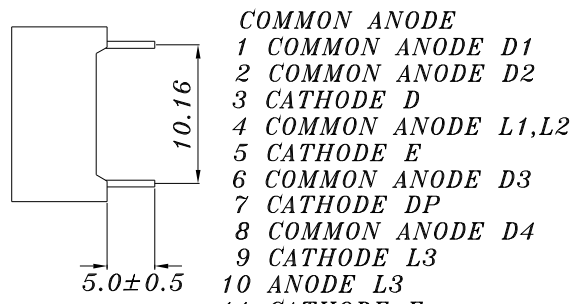 COMMON ANODE
1 COMMON ANODE D1
2 COMMON ANODE D2
3 CATHODE D
4 COMMON ANODE L1,L2
5 CATHODE E
6 COMMON ANODE D3
7 CATHODE DP
8 COMMON ANODE D4
9 CATHODE L3
10 ANODE L3
10.16
5.0±0.5